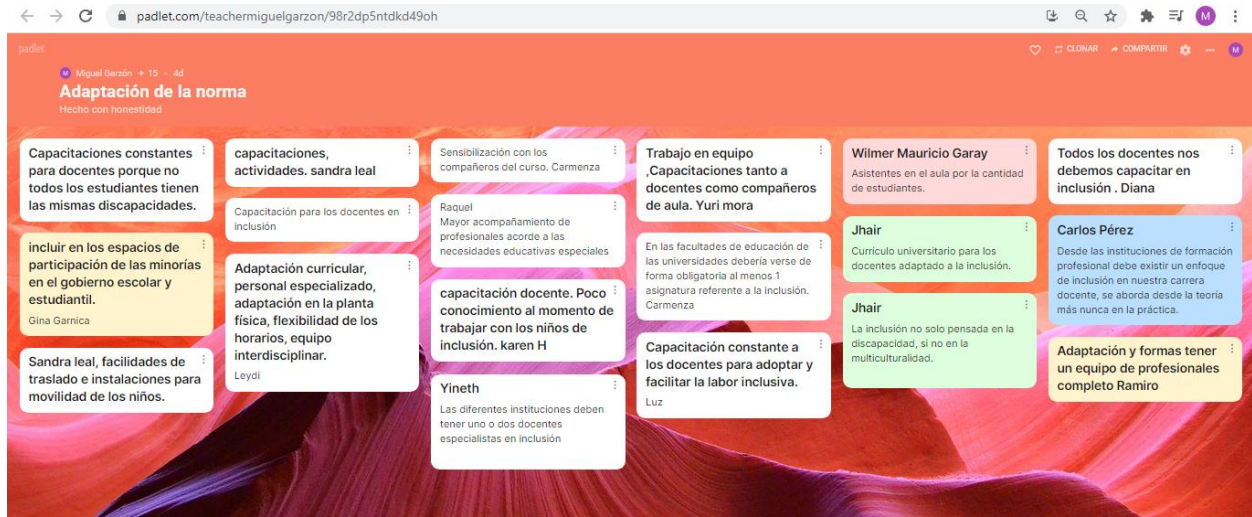 padlet.com/teachermiguelgarzon/98r2dp5ntdkd49oh
M
padlet
CLONAR
COMPARTIR
M
M Miguel Garzón + 15 · 4d
Adaptación de la norma
Hecho con honestidad
Capacitaciones constantes
para docentes porque no
todos los estudiantes tienen
las mismas discapacidades.
incluir en los espacios de
participación de las minorías
en el gobierno escolar y
estudiantil.
Gina Garnica
Sandra leal, facilidades de
traslado e instalaciones para
movilidad de los niños.
capacitaciones,
actividades. sandra leal
Capacitación para los docentes en
inclusión
Adaptación curricular,
personal especializado,
adaptación en la planta
física, flexibilidad de los
horarios, equipo
interdisciplinar.
Leydi
Sensibilización con los
compañeros del curso. Carmenza
Raquel
Mayor acompañamiento de
profesionales acorde a las
necesidades educativas especiales
capacitación docente. Poco
conocimiento al momento de
trabajar con los niños de
inclusión. karen H
Yineth
Las diferentes instituciones deben
tener uno o dos docentes
especialistas en inclusión
Trabajo en equipo
,Capacitaciones tanto a
docentes como compañeros
de aula. Yuri mora
En las facultades de educación de
las universidades debería verse de
forma obligatoria al menos 1
asignatura referente a la inclusión.
Carmenza
Capacitación constante a
los docentes para adoptar y
facilitar la labor inclusiva.
Luz
Wilmer Mauricio Garay
Asistentes en el aula por la cantidad
de estudiantes.
Jhair
Currículo universitario para los
docentes adaptado a la inclusión.
Jhair
La inclusión no solo pensada en la
discapacidad, si no en la
multiculturalidad.
Todos los docentes nos
debemos capacitar en
inclusión . Diana
Carlos Pérez
Desde las instituciones de formación
profesional debe existir un enfoque
de inclusión en nuestra carrera
docente, se aborda desde la teoría
más nunca en la práctica.
Adaptación y formas tener
un equipo de profesionales
completo Ramiro